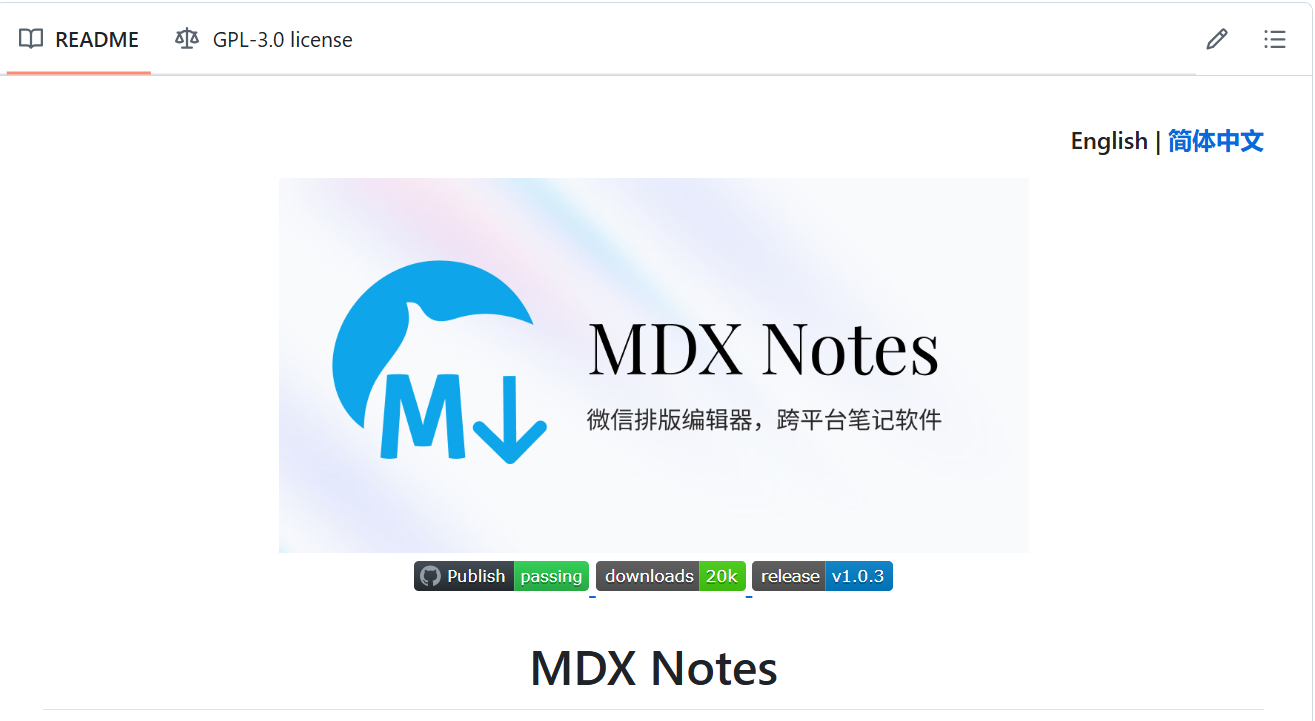 README GPL-3.0 license
English | 简体中文
MDX Notes
M
微信排版编辑器，跨平台笔记软件
Publish passing downloads 20k release v1.0.3
MDX Notes